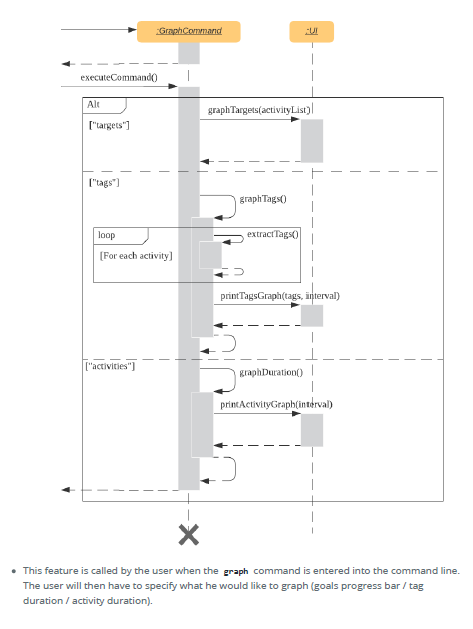 :GraphCommand
:UI
executeCommand()
Alt
graphTargets(activityList)
["targets"]
["tags"]
graphTags()
loop
extractTags()
[For each activity]
printTagsGraph(tags, interval)
["activities"]
graphDuration()
printActivityGraph(interval)
• This feature is called by the user when the graph command is entered into the command line.
The user will then have to specify what he would like to graph (goals progress bar / tag
duration / activity duration).